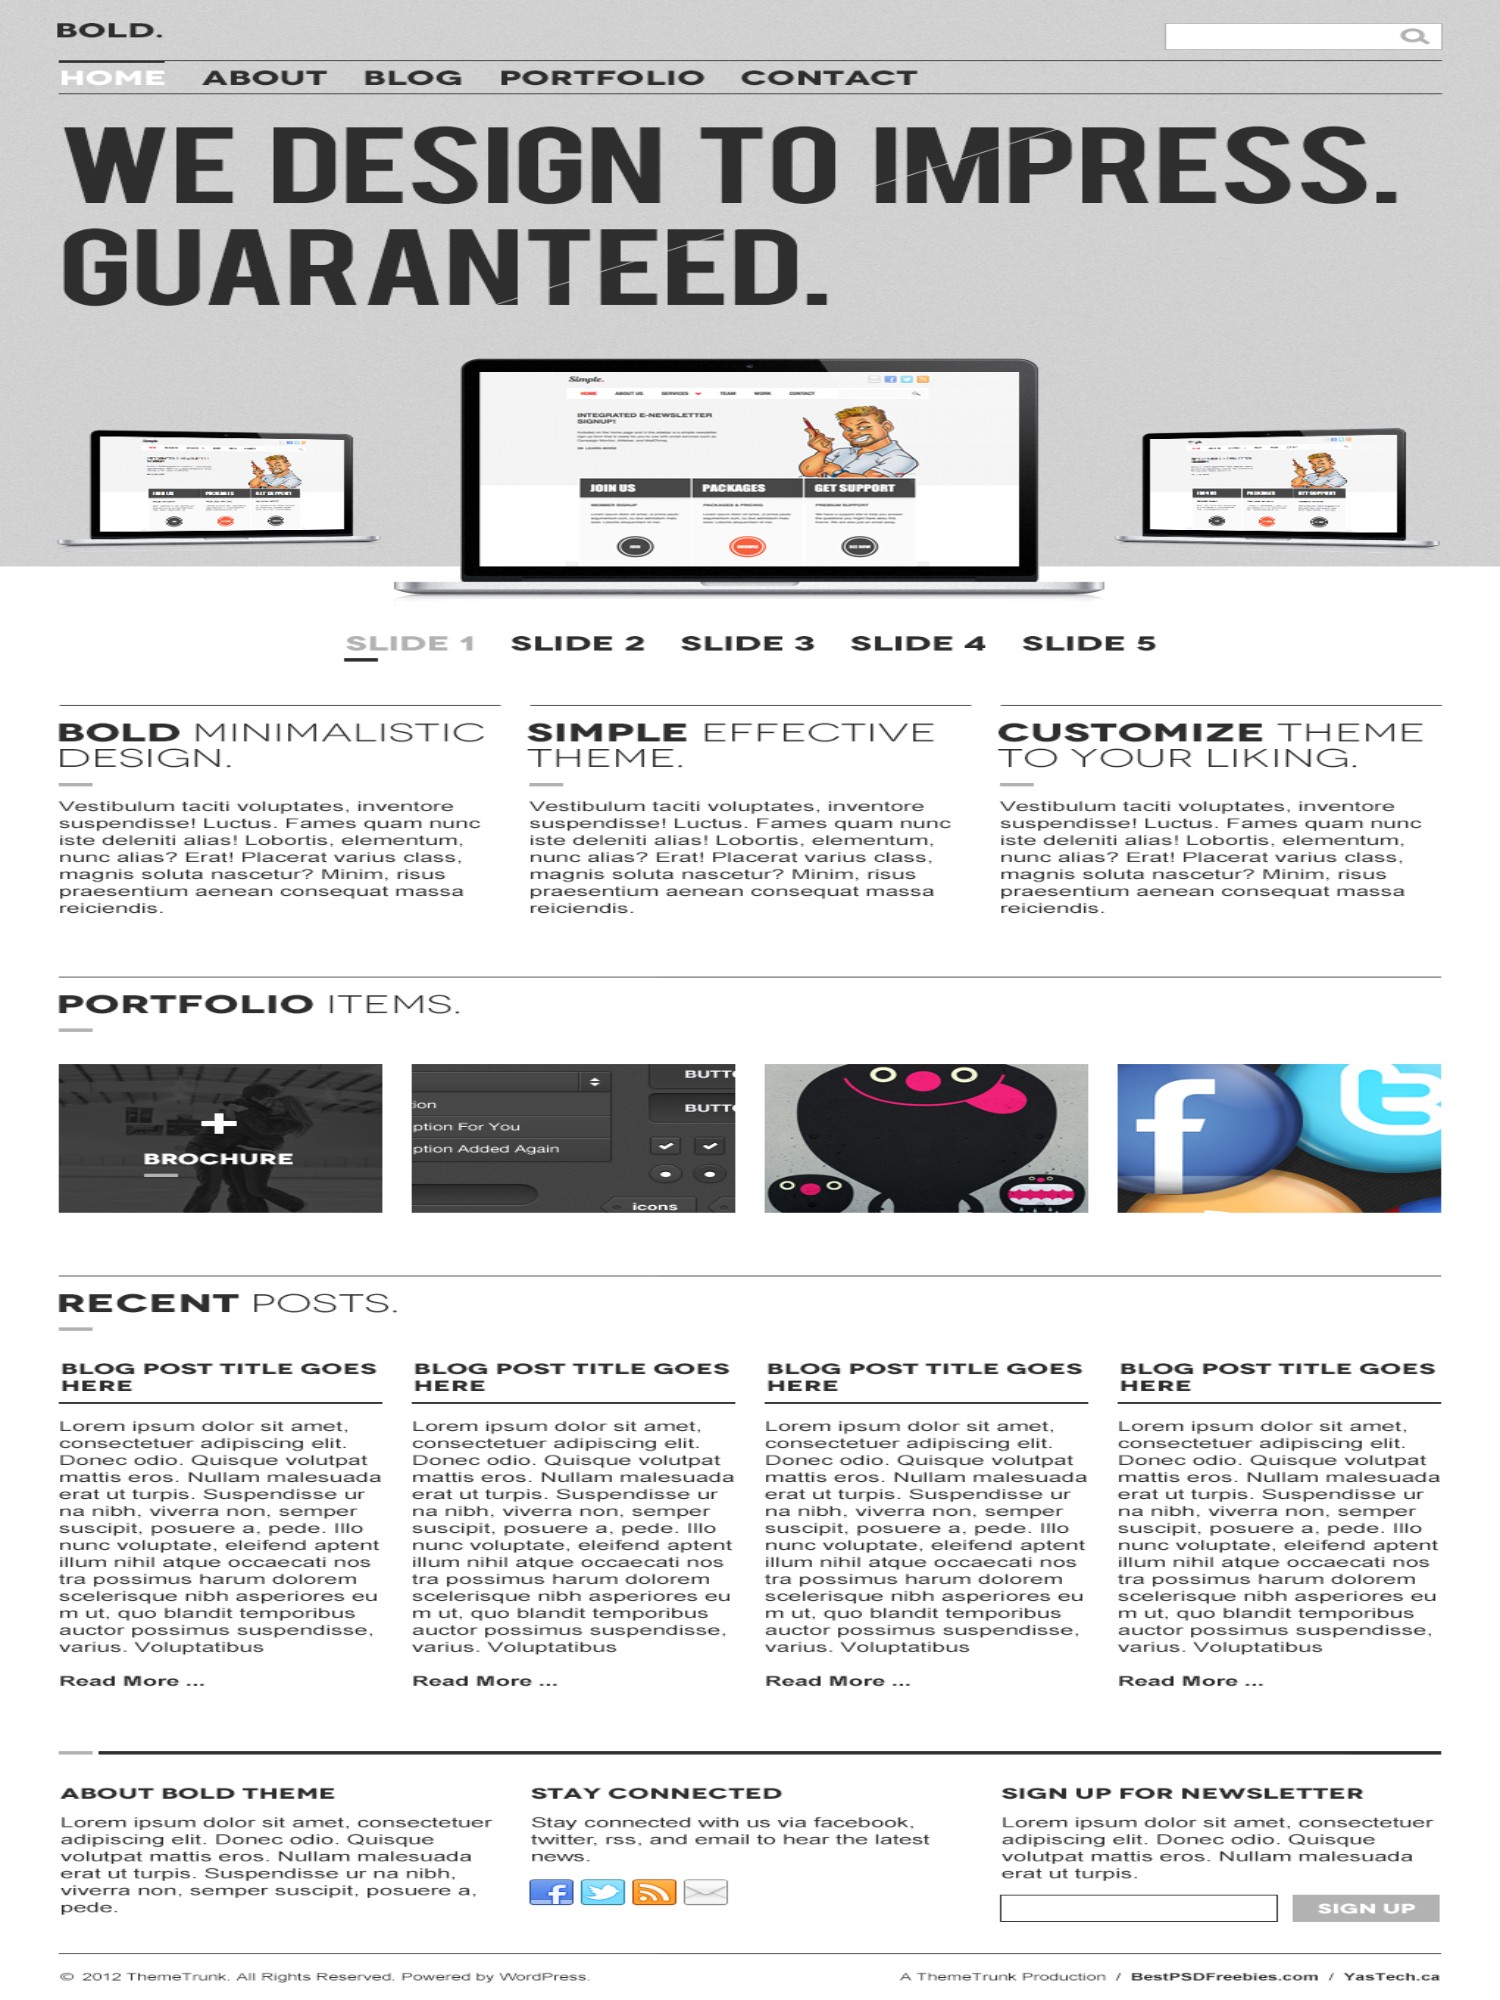 BOLD.
HOME ABOUT BLOG PORTFOLIO CONTACT
WE DESIGN TO IMPRESS.
GUARANTEED.
Simple.
HOME ABOUT US SERVICES TEAM WORK CONTACT
INTEGRATED E-NEWSLETTER
SIGNUP!
JOIN US PACKAGES GET SUPPORT
MEMBER SIGNUP PACKAGES & PRICING PREMIUM SUPPORT
JOIN US PACKAGES GET SUPPORT
JOIN US PACKAGES GET SUPPORT
SLIDE 1 SLIDE 2 SLIDE 3 SLIDE 4 SLIDE 5
BOLD MINIMALISTIC
DESIGN.
Vestibulum taciti voluptates, inventore
suspendisse! Luctus. Fames quam nunc
iste deleniti alias! Lobortis, elementum,
nunc alias? Erat! Placerat varius class,
magnis soluta nascetur? Minim, risus
praesentium aenean consequat massa
reiciendis.
SIMPLE EFFECTIVE
THEME.
Vestibulum taciti voluptates, inventore
suspendisse! Luctus. Fames quam nunc
iste deleniti alias! Lobortis, elementum,
nunc alias? Erat! Placerat varius class,
magnis soluta nascetur? Minim, risus
praesentium aenean consequat massa
reiciendis.
CUSTOMIZE THEME
TO YOUR LIKING.
Vestibulum taciti voluptates, inventore
suspendisse! Luctus. Fames quam nunc
iste deleniti alias! Lobortis, elementum,
nunc alias? Erat! Placerat varius class,
magnis soluta nascetur? Minim, risus
praesentium aenean consequat massa
reiciendis.
PORTFOLIO ITEMS.
+
BROCHURE
BUTT
ion
BUTT
ption For You
ption Added Again
icons
RECENT POSTS.
BLOG POST TITLE GOES
HERE
Lorem ipsum dolor sit amet,
consectetuer adipiscing elit.
Donec odio. Quisque volutpat
mattis eros. Nullam malesuada
erat ut turpis. Suspendisse ur
na nibh, viverra non, semper
suscipit, posuere a, pede. Illo
nunc voluptate, eleifend aptent
illum nihil atque occaecati nos
tra possimus harum dolorem
scelerisque nibh asperiores eu
m ut, quo blandit temporibus
auctor possimus suspendisse,
varius. Voluptatibus
Read More ...
BLOG POST TITLE GOES
HERE
Lorem ipsum dolor sit amet,
consectetuer adipiscing elit.
Donec odio. Quisque volutpat
mattis eros. Nullam malesuada
erat ut turpis. Suspendisse ur
na nibh, viverra non, semper
suscipit, posuere a, pede. Illo
nunc voluptate, eleifend aptent
illum nihil atque occaecati nos
tra possimus harum dolorem
scelerisque nibh asperiores eu
m ut, quo blandit temporibus
auctor possimus suspendisse,
varius. Voluptatibus
Read More ...
BLOG POST TITLE GOES
HERE
Lorem ipsum dolor sit amet,
consectetuer adipiscing elit.
Donec odio. Quisque volutpat
mattis eros. Nullam malesuada
erat ut turpis. Suspendisse ur
na nibh, viverra non, semper
suscipit, posuere a, pede. Illo
nunc voluptate, eleifend aptent
illum nihil atque occaecati nos
tra possimus harum dolorem
scelerisque nibh asperiores eu
m ut, quo blandit temporibus
auctor possimus suspendisse,
varius. Voluptatibus
Read More ...
BLOG POST TITLE GOES
HERE
Lorem ipsum dolor sit amet,
consectetuer adipiscing elit.
Donec odio. Quisque volutpat
mattis eros. Nullam malesuada
erat ut turpis. Suspendisse ur
na nibh, viverra non, semper
suscipit, posuere a, pede. Illo
nunc voluptate, eleifend aptent
illum nihil atque occaecati nos
tra possimus harum dolorem
scelerisque nibh asperiores eu
m ut, quo blandit temporibus
auctor possimus suspendisse,
varius. Voluptatibus
Read More ...
ABOUT BOLD THEME
Lorem ipsum dolor sit amet, consectetuer
adipiscing elit. Donec odio. Quisque
volutpat mattis eros. Nullam malesuada
erat ut turpis. Suspendisse ur na nibh,
viverra non, semper suscipit, posuere a,
pede.
STAY CONNECTED
Stay connected with us via facebook,
twitter, rss, and email to hear the latest
news.
SIGN UP FOR NEWSLETTER
Lorem ipsum dolor sit amet, consectetuer
adipiscing elit. Donec odio. Quisque
volutpat mattis eros. Nullam malesuada
erat ut turpis.
SIGN UP
© 2012 ThemeTrunk. All Rights Reserved. Powered by WordPress.
A ThemeTrunk Production / BestPSDFreebies.com / YasTech.ca